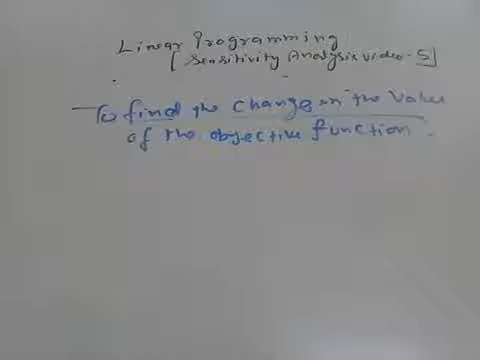 Linear Programming
[Sensitivity Analysis video-5]
To find the change in the value
of the objective function.